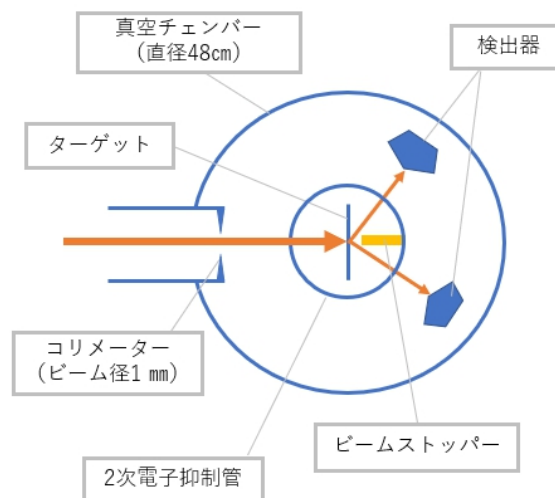 真空チェンバー
(直径48㎝)
検出器
ターゲット
コリメーター
(ビーム径1 ㎜)
ビームストッパー
2次電子抑制管